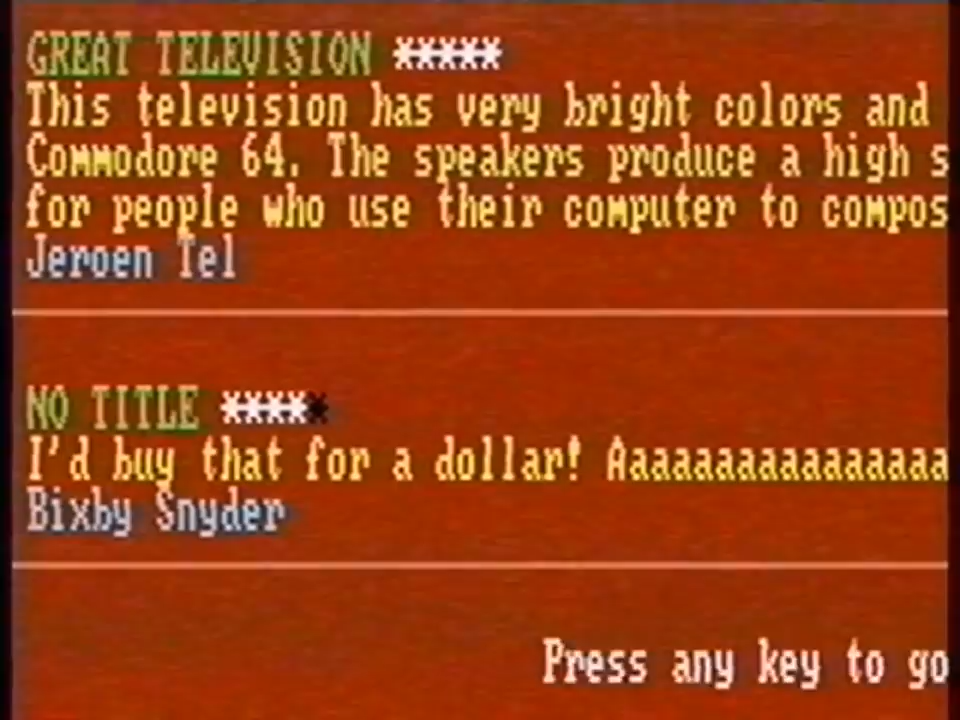 GREAT TELEVISION *****
This television has very bright colors and
Commodore 64. The speakers produce a high s
for people who use their computer to compos
Jeroen Tel
NO TITLE *****
I'd buy that for a dollar! Aaaaaaaaaaaaaaaa
Bixby Snyder
Press any key to go